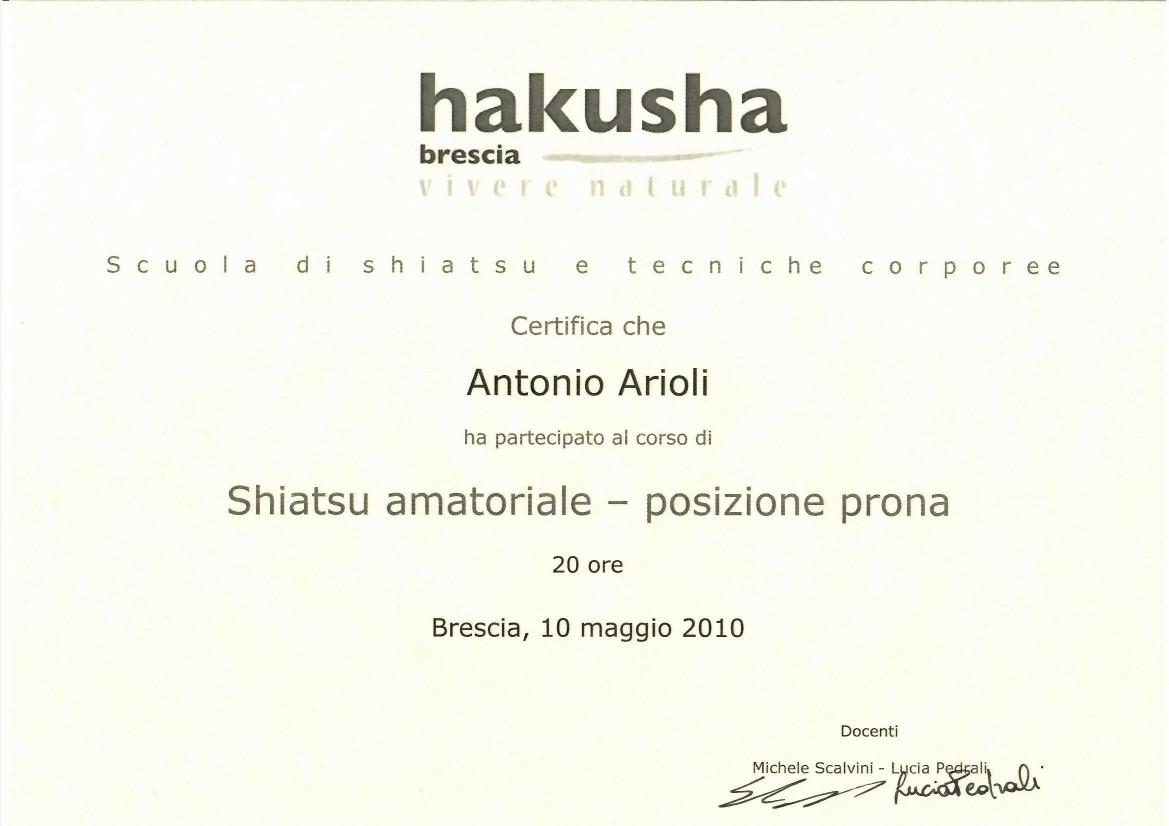 hakusha
brescia
vivere naturale
Scuola di shiatsu e tecniche corporee
Certifica che
Antonio Arioli
ha partecipato al corso di
Shiatsu amatoriale – posizione prona
20 ore
Brescia, 10 maggio 2010
Docenti
Michele Scalvini - Lucia Pedrali
Lucia Pedrali